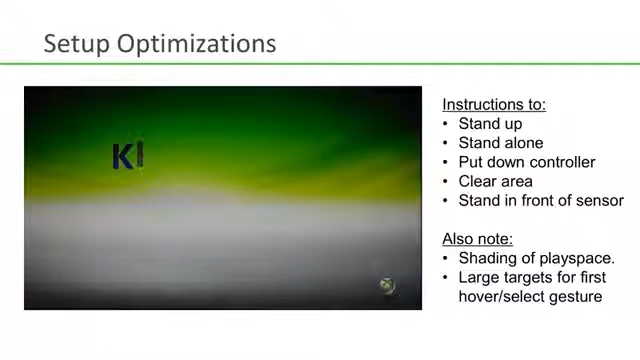 Setup Optimizations
KI
Instructions to:
• Stand up
• Stand alone
• Put down controller
• Clear area
• Stand in front of sensor
Also note:
• Shading of playspace.
• Large targets for first
hover/select gesture